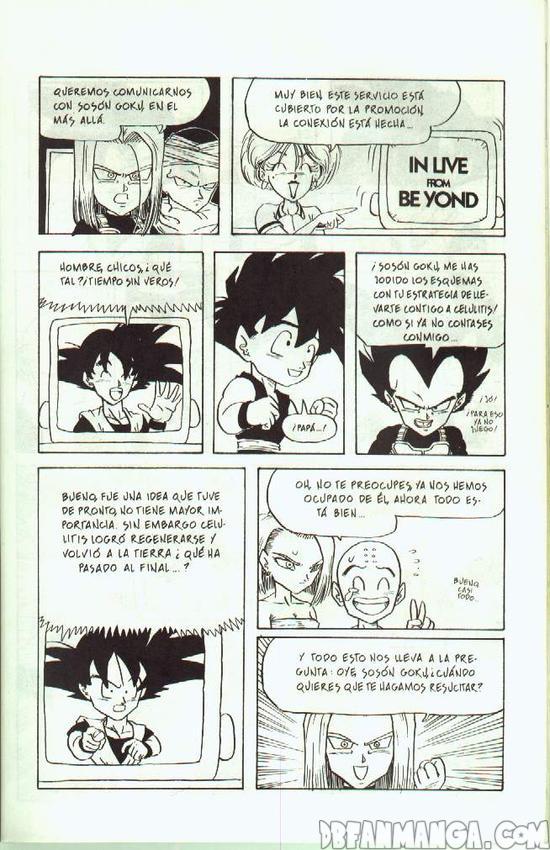 QUEREMOS COMUNICARNOS
CON SOSÓN GOKU, EN EL
MÁS ALLÁ.
MUY BIEN, ESTE SERVICIO ESTÁ
CUBIERTO POR LA PROMOCIÓN,
LA CONEXIÓN ESTÁ HECHA...
IN LIVE
FROM
BE YOND
HOMBRE, CHICOS, ¿QUÉ
TAL? ¡TIEMPO SIN VEROS!
¡PAPÁ...!
¡SOSÓN GOKU, ME HAS
JODIDO LOS ESQUEMAS
CON TU ESTRATEGIA DE LLE-
VARTE CONTIGO A CELULITIS!
COMO SI YA NO CONTASES
CONMIGO...
¡JO!
¡PARA ESO
YA NO
JUEGO!
BUENO, FUE UNA IDEA QUE TUVE
DE PRONTO, NO TIENE MAYOR IM-
PORTANCIA. SIN EMBARGO CELU-
LITIS LOGRÓ REGENERARSE Y
VOLVIÓ A LA TIERRA ¿QUÉ HA
PASADO AL FINAL...?
OH, NO TE PREOCUPES, YA NOS HEMOS
OCUPADO DE ÉL, AHORA TODO ES-
TÁ BIEN...
BUENO,
CASI
TODO...
Y TODO ESTO NOS LLEVA A LA PRE-
GUNTA: OYE SOSÓN GOKU, ¿CUÁNDO
QUIERES QUE TE HAGAMOS RESUCITAR?
DBFANMANGA.COM